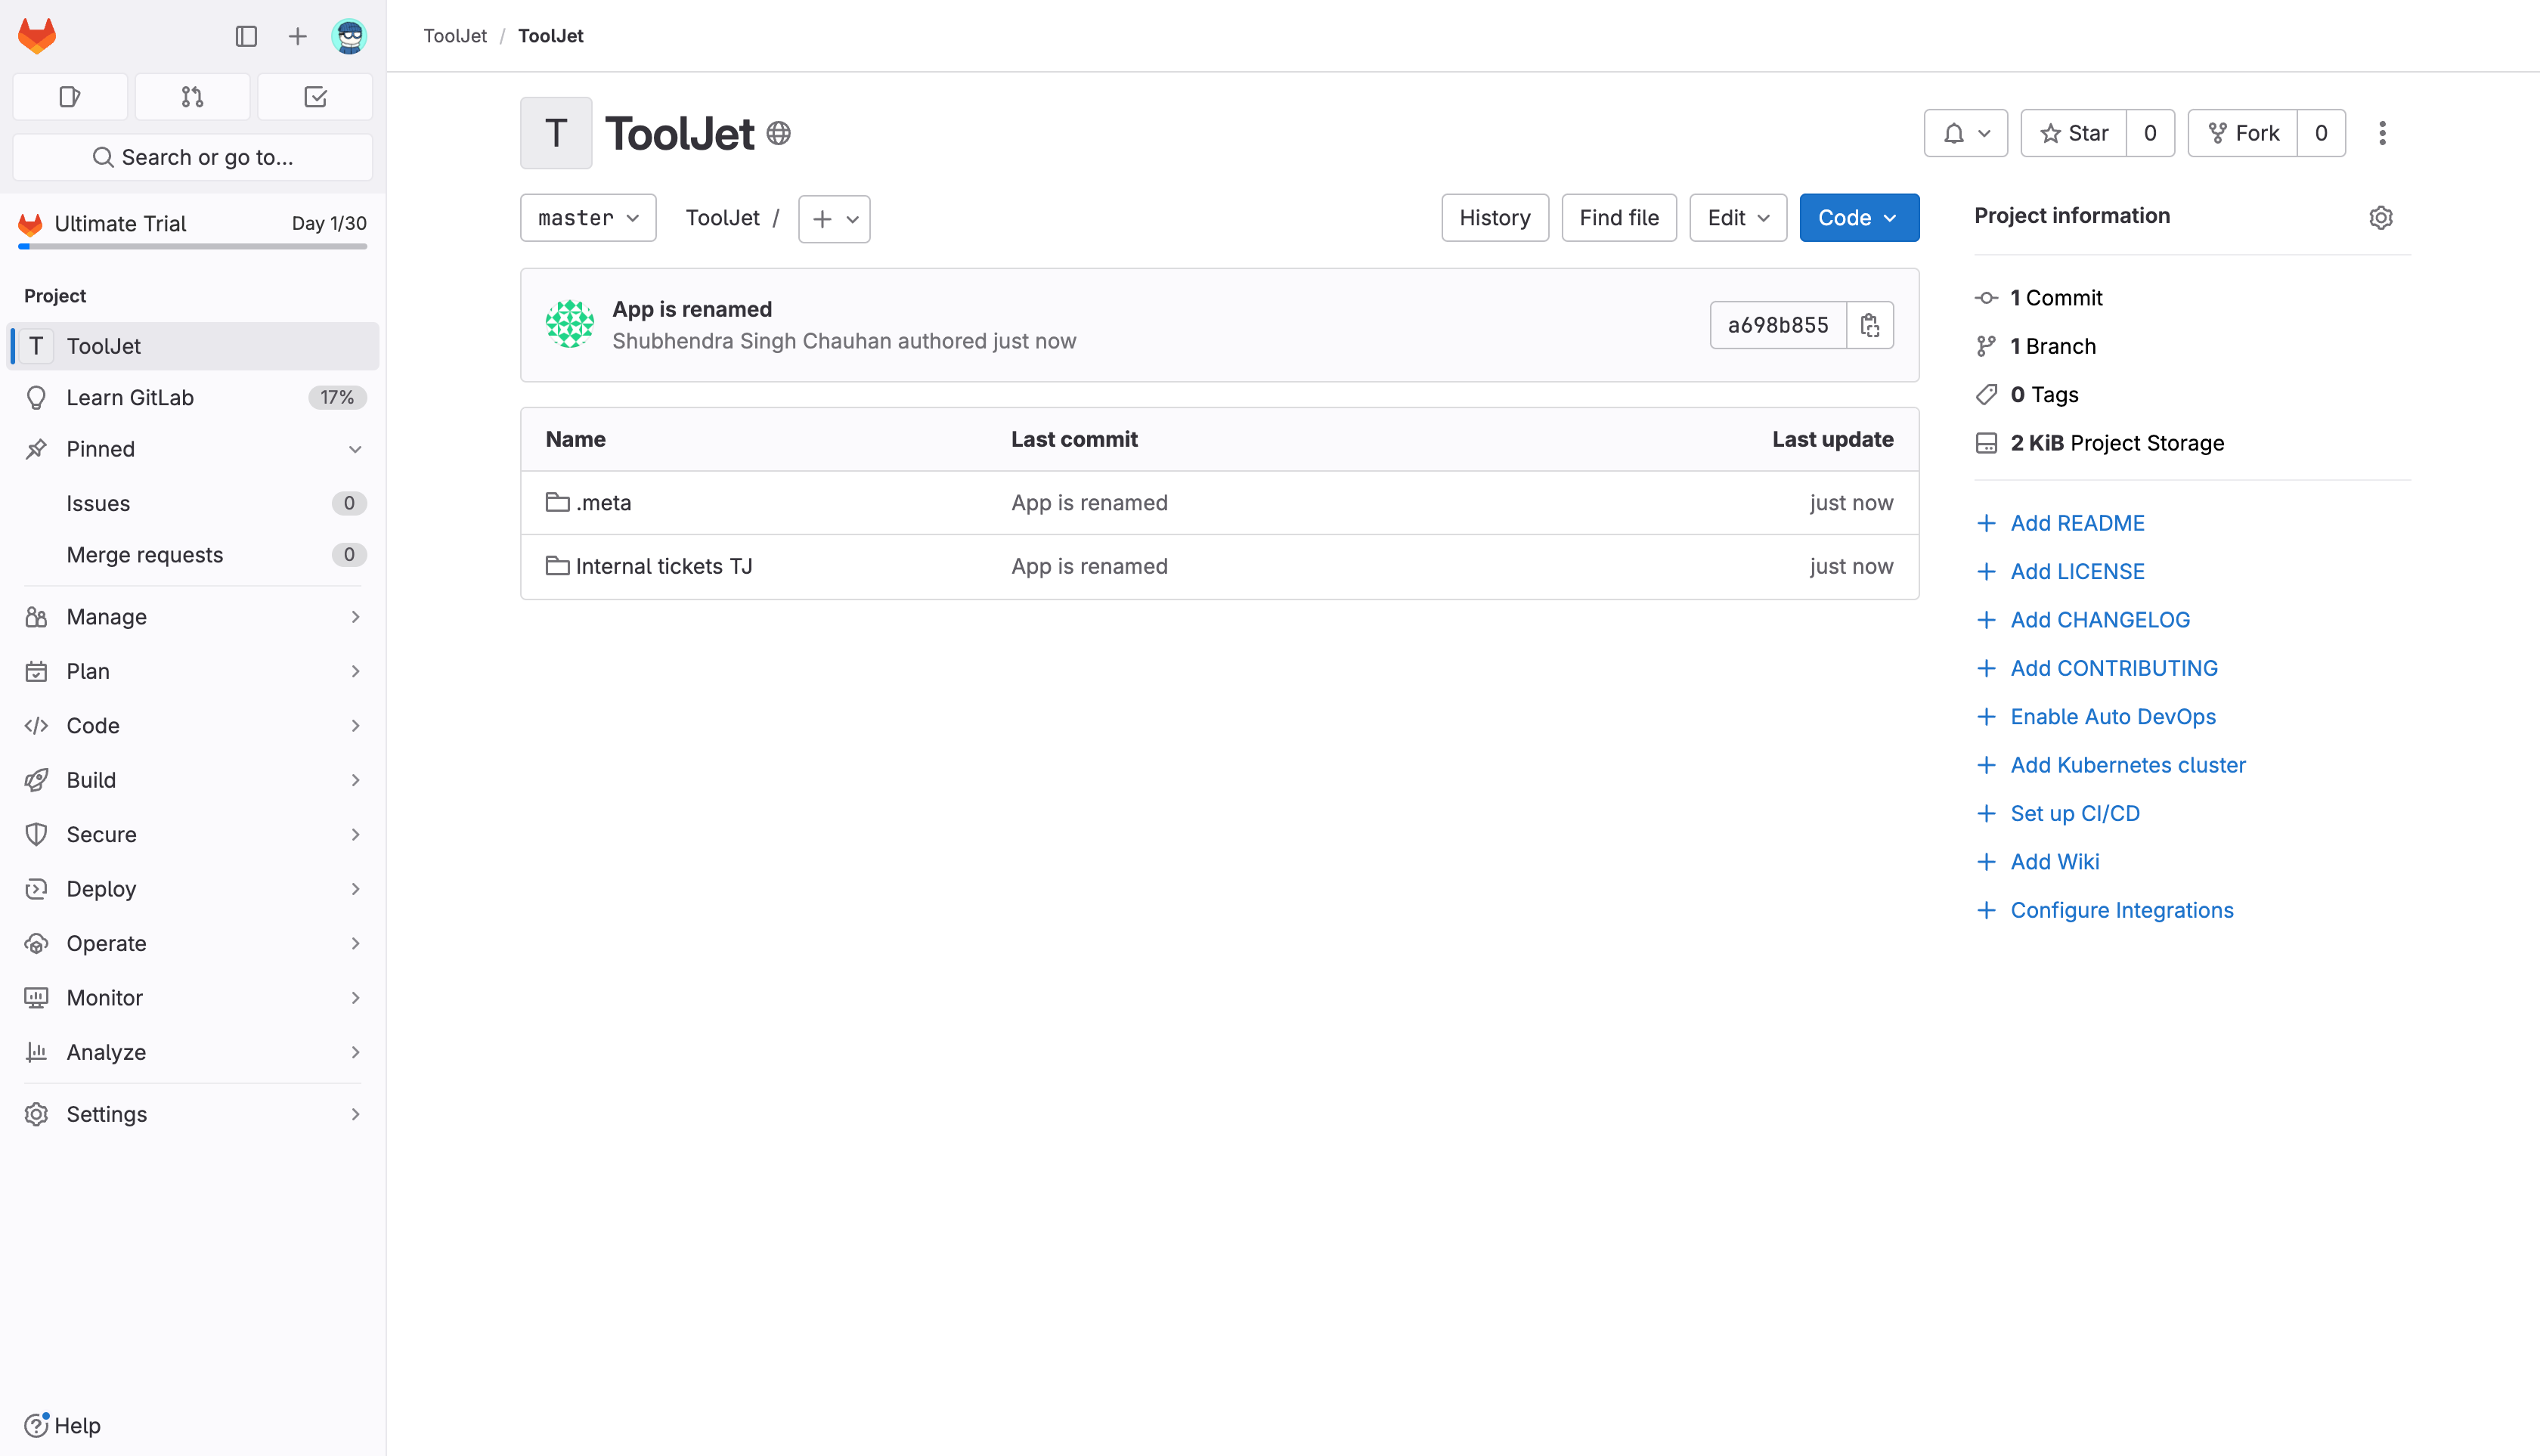 ToolJet / ToolJet
Search or go to...
Ultimate Trial Day 1/30
Project
T ToolJet
Learn GitLab 17%
Pinned
Issues 0
Merge requests 0
Manage
Plan
Code
Build
Secure
Deploy
Operate
Monitor
Analyze
Settings
Help
T ToolJet
Star 0 Fork 0
master ToolJet / History Find file Edit Code
App is renamed
Shubhendra Singh Chauhan authored just now
a698b855
Name Last commit Last update
.meta App is renamed just now
Internal tickets TJ App is renamed just now
Project information
1 Commit
1 Branch
0 Tags
2 KiB Project Storage
Add README
Add LICENSE
Add CHANGELOG
Add CONTRIBUTING
Enable Auto DevOps
Add Kubernetes cluster
Set up CI/CD
Add Wiki
Configure Integrations